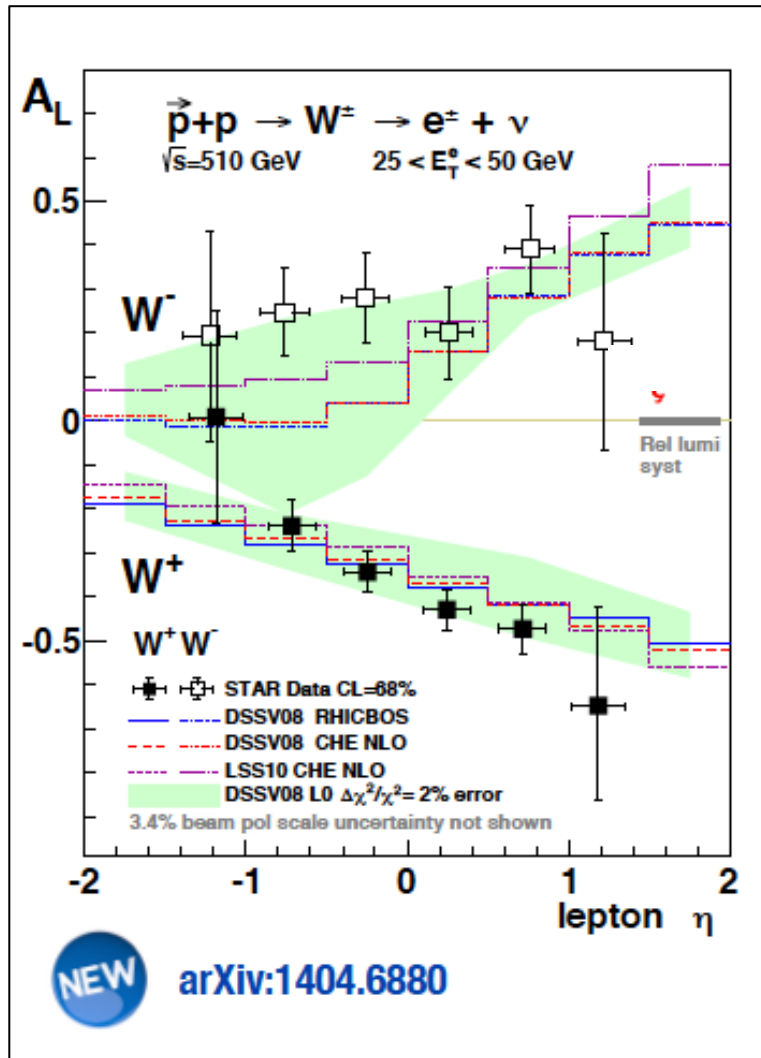 A_L
p⃗+p → W± → e± + ν
√s=510 GeV 25 < E_T^e < 50 GeV
0.5
W-
0
Rel lumi
syst
W+
-0.5
W+ W-
STAR Data CL=68%
DSSV08 RHICBOS
DSSV08 CHE NLO
LSS10 CHE NLO
DSSV08 L0 Δχ²/χ²= 2% error
3.4% beam pol scale uncertainty not shown
-2 -1 0 1 2
lepton η
NEW arXiv:1404.6880